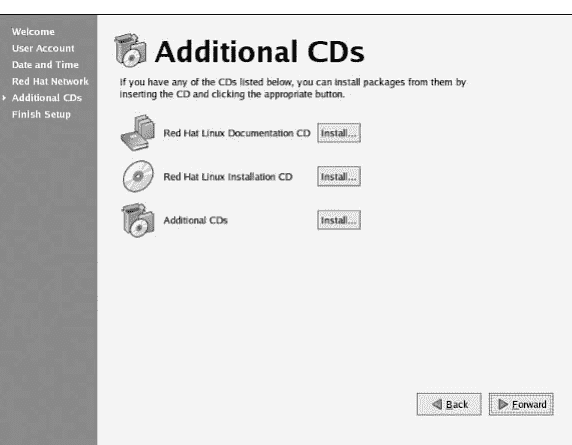 Welcome
User Account
Date and Time
Red Hat Network
Additional CDs
Finish Setup
Additional CDs
If you have any of the CDs listed below, you can install packages from them by
inserting the CD and clicking the appropriate button.
Red Hat Linux Documentation CD Install...
Red Hat Linux Installation CD Install...
Additional CDs Install...
Back Forward